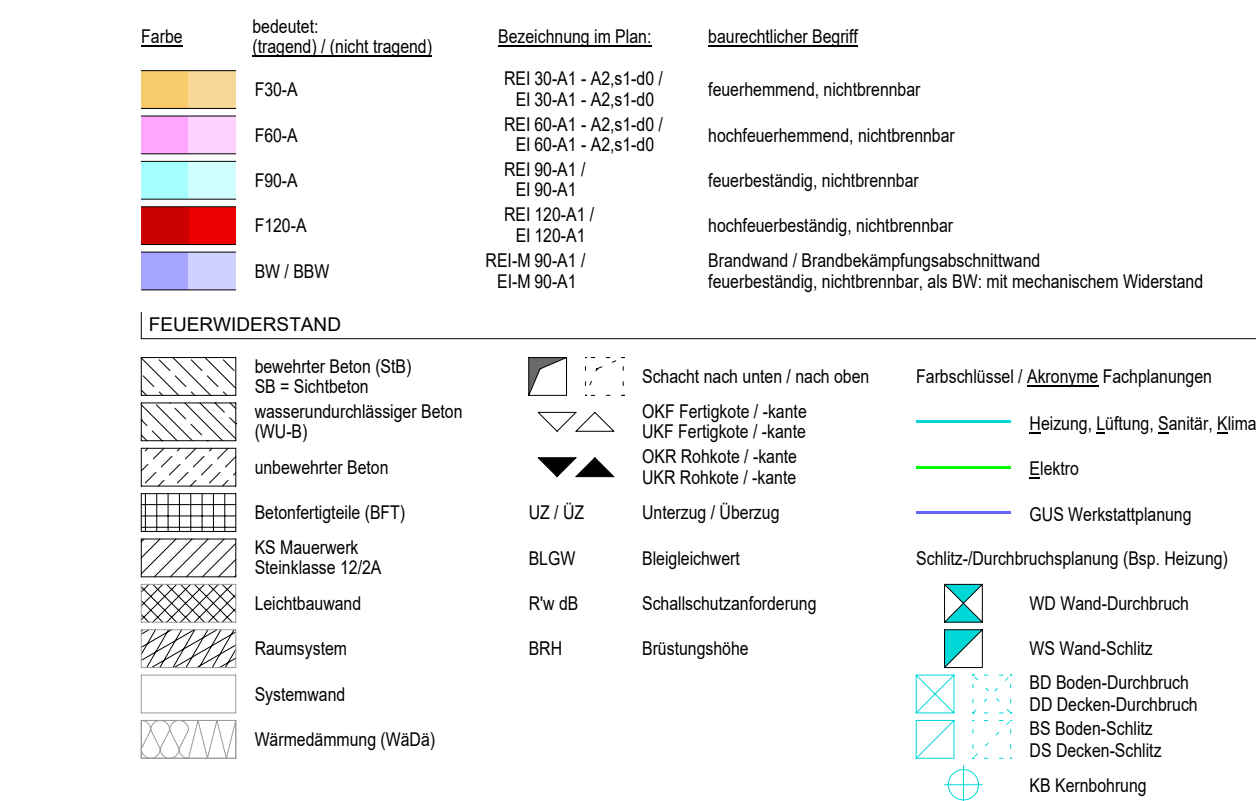 Farbe
bedeutet:
(tragend) / (nicht tragend)
Bezeichnung im Plan:
baurechtlicher Begriff
F30-A
REI 30-A1 - A2,s1-d0 /
EI 30-A1 - A2,s1-d0
feuerhemmend, nichtbrennbar
F60-A
REI 60-A1 - A2,s1-d0 /
EI 60-A1 - A2,s1-d0
hochfeuerhemmend, nichtbrennbar
F90-A
REI 90-A1 /
EI 90-A1
feuerbeständig, nichtbrennbar
F120-A
REI 120-A1 /
EI 120-A1
hochfeuerbeständig, nichtbrennbar
BW / BBW
REI-M 90-A1 /
EI-M 90-A1
Brandwand / Brandbekämpfungsabschnittwand
feuerbeständig, nichtbrennbar, als BW: mit mechanischem Widerstand
FEUERWIDERSTAND
bewehrter Beton (StB)
SB = Sichtbeton
wasserundurchlässiger Beton
(WU-B)
unbewehrter Beton
Betonfertigteile (BFT)
KS Mauerwerk
Steinklasse 12/2A
Leichtbauwand
Raumsystem
Systemwand
Wärmedämmung (WäDä)
Schacht nach unten / nach oben
OKF Fertigkote / -kante
UKF Fertigkote / -kante
OKR Rohkote / -kante
UKR Rohkote / -kante
UZ / ÜZ
Unterzug / Überzug
BLGW
Bleigleichwert
R'w dB
Schallschutzanforderung
BRH
Brüstungshöhe
Farbschlüssel / Akronyme Fachplanungen
Heizung, Lüftung, Sanitär, Klima
Elektro
GUS Werkstattplanung
Schlitz-/Durchbruchsplanung (Bsp. Heizung)
WD Wand-Durchbruch
WS Wand-Schlitz
BD Boden-Durchbruch
DD Decken-Durchbruch
BS Boden-Schlitz
DS Decken-Schlitz
KB Kernbohrung